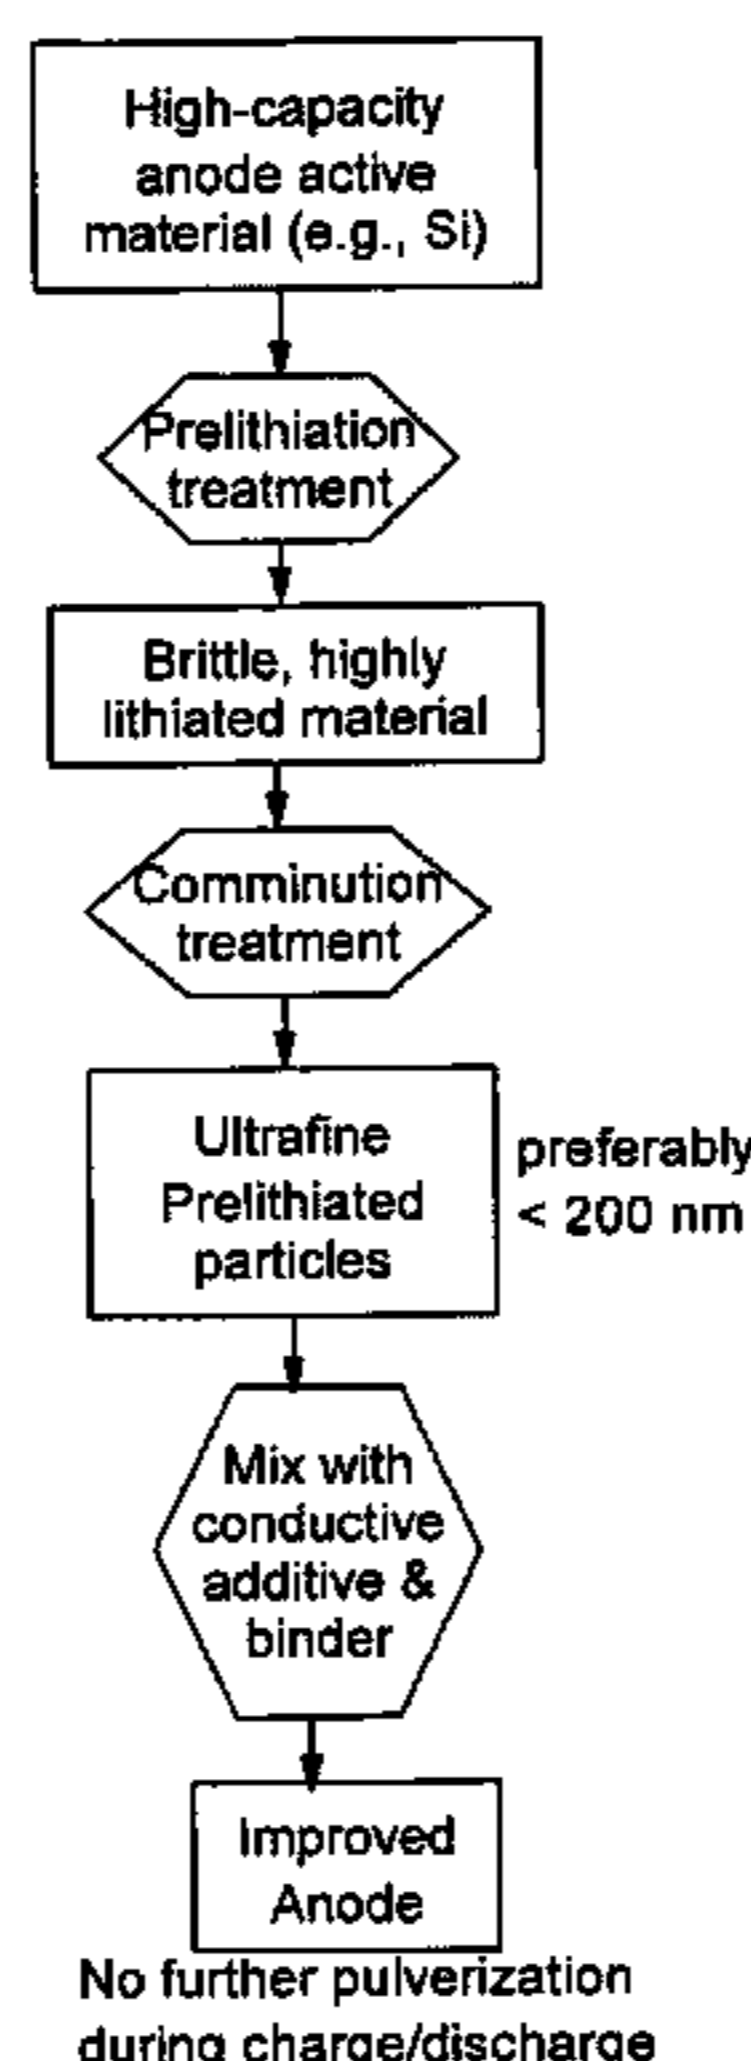 High-capacity
anode active
material (e.g., Si)
Prelithiation
treatment
Brittle, highly
lithiated material
Comminution
treatment
Ultrafine
Prelithiated
particles
preferably
< 200 nm
Mix with
conductive
additive &
binder
Improved
Anode
No further pulverization
during charge/discharge